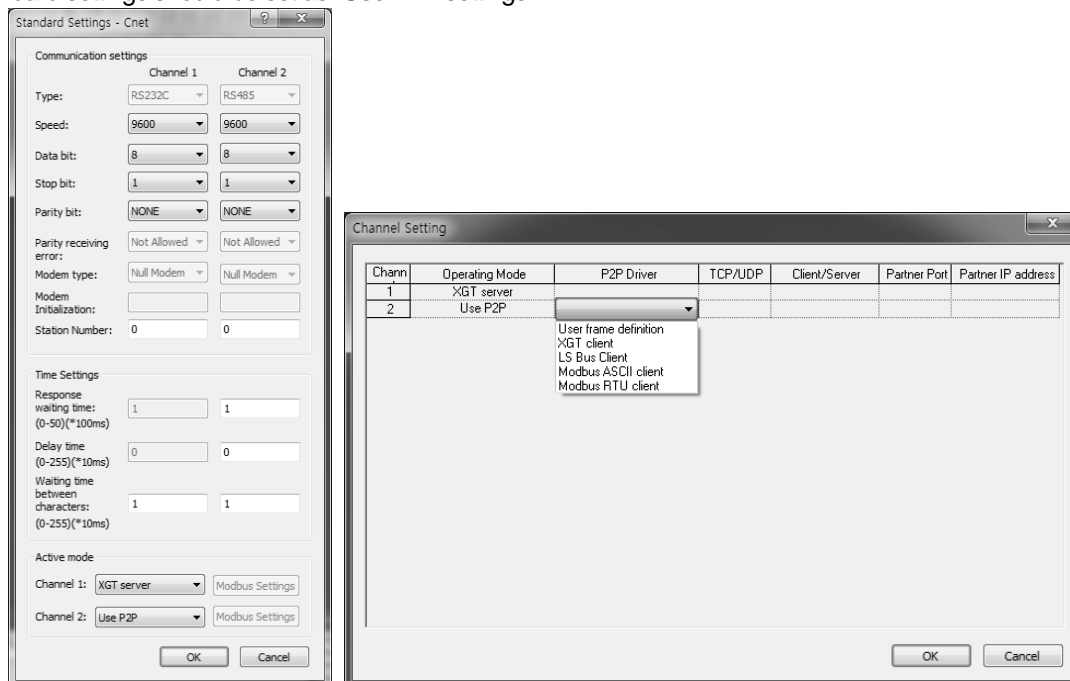 Standard Settings - Cnet
Communication settings
Channel 1 Channel 2
Type: RS232C RS485
Speed: 9600 9600
Data bit: 8 8
Stop bit: 1 1
Parity bit: NONE NONE
Parity receiving error: Not Allowed Not Allowed
Modem type: Null Modem Null Modem
Modem Initialization:
Station Number: 0 0
Time Settings
Response
waiting time: 1 1
(0-50)(*100ms)
Delay time 0 0
(0-255)(*10ms)
Waiting time
between
characters: 1 1
(0-255)(*10ms)
Active mode
Channel 1: XGT server Modbus Settings
Channel 2: Use P2P Modbus Settings
OK Cancel
Channel Setting
Chann Operating Mode P2P Driver TCP/UDP Client/Server Partner Port Partner IP address
1 XGT server
2 Use P2P
User frame definition
XGT client
LS Bus Client
Modbus ASCII client
Modbus RTU client
OK Cancel